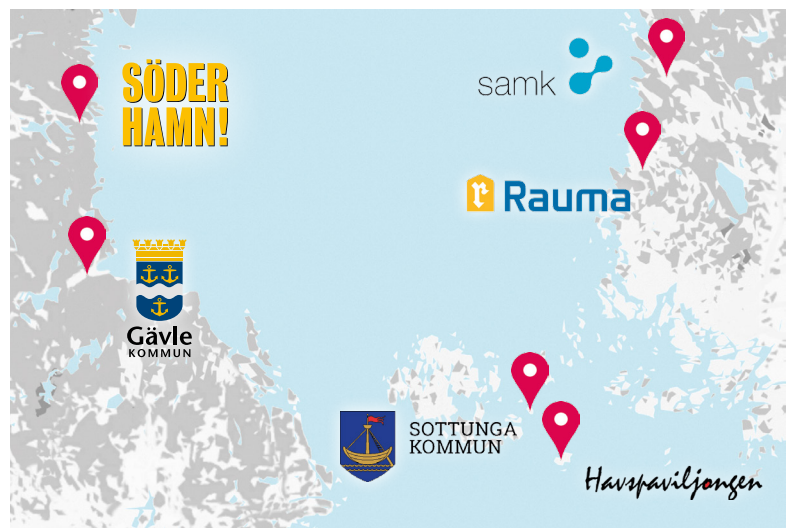 SÖDER
HAMN!
samk
r Rauma
Gävle
KOMMUN
SOTTUNGA
KOMMUN
Havspaviljongen